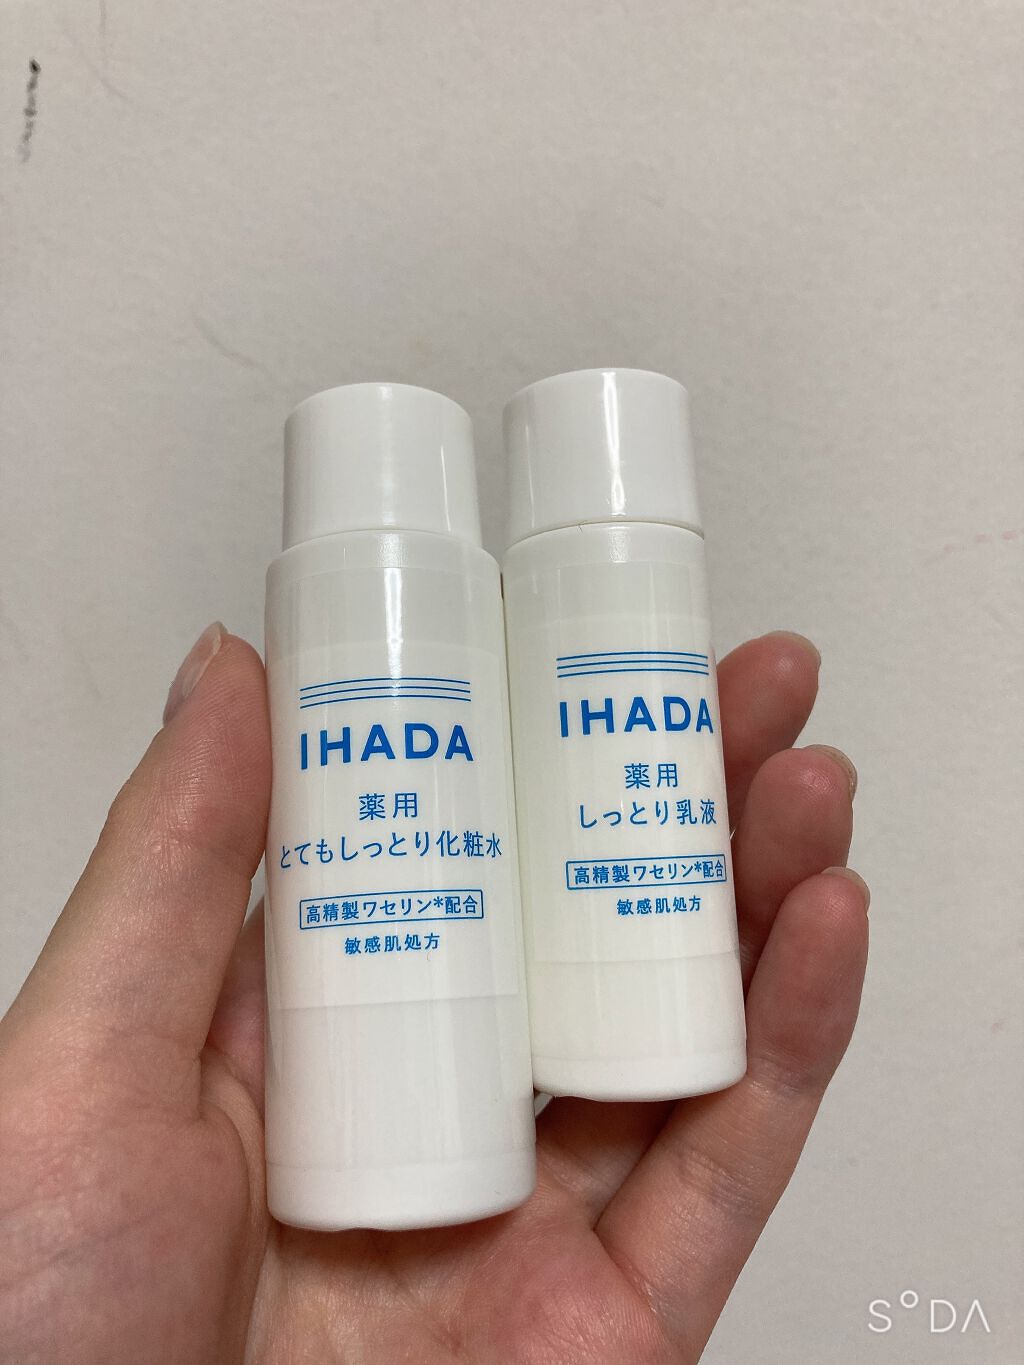 IHADA
薬用
とてもしっとり化粧水
高精製ワセリン*配合
敏感肌処方
IHADA
薬用
しっとり乳液
高精製ワセリン*配合
敏感肌処方
SODA